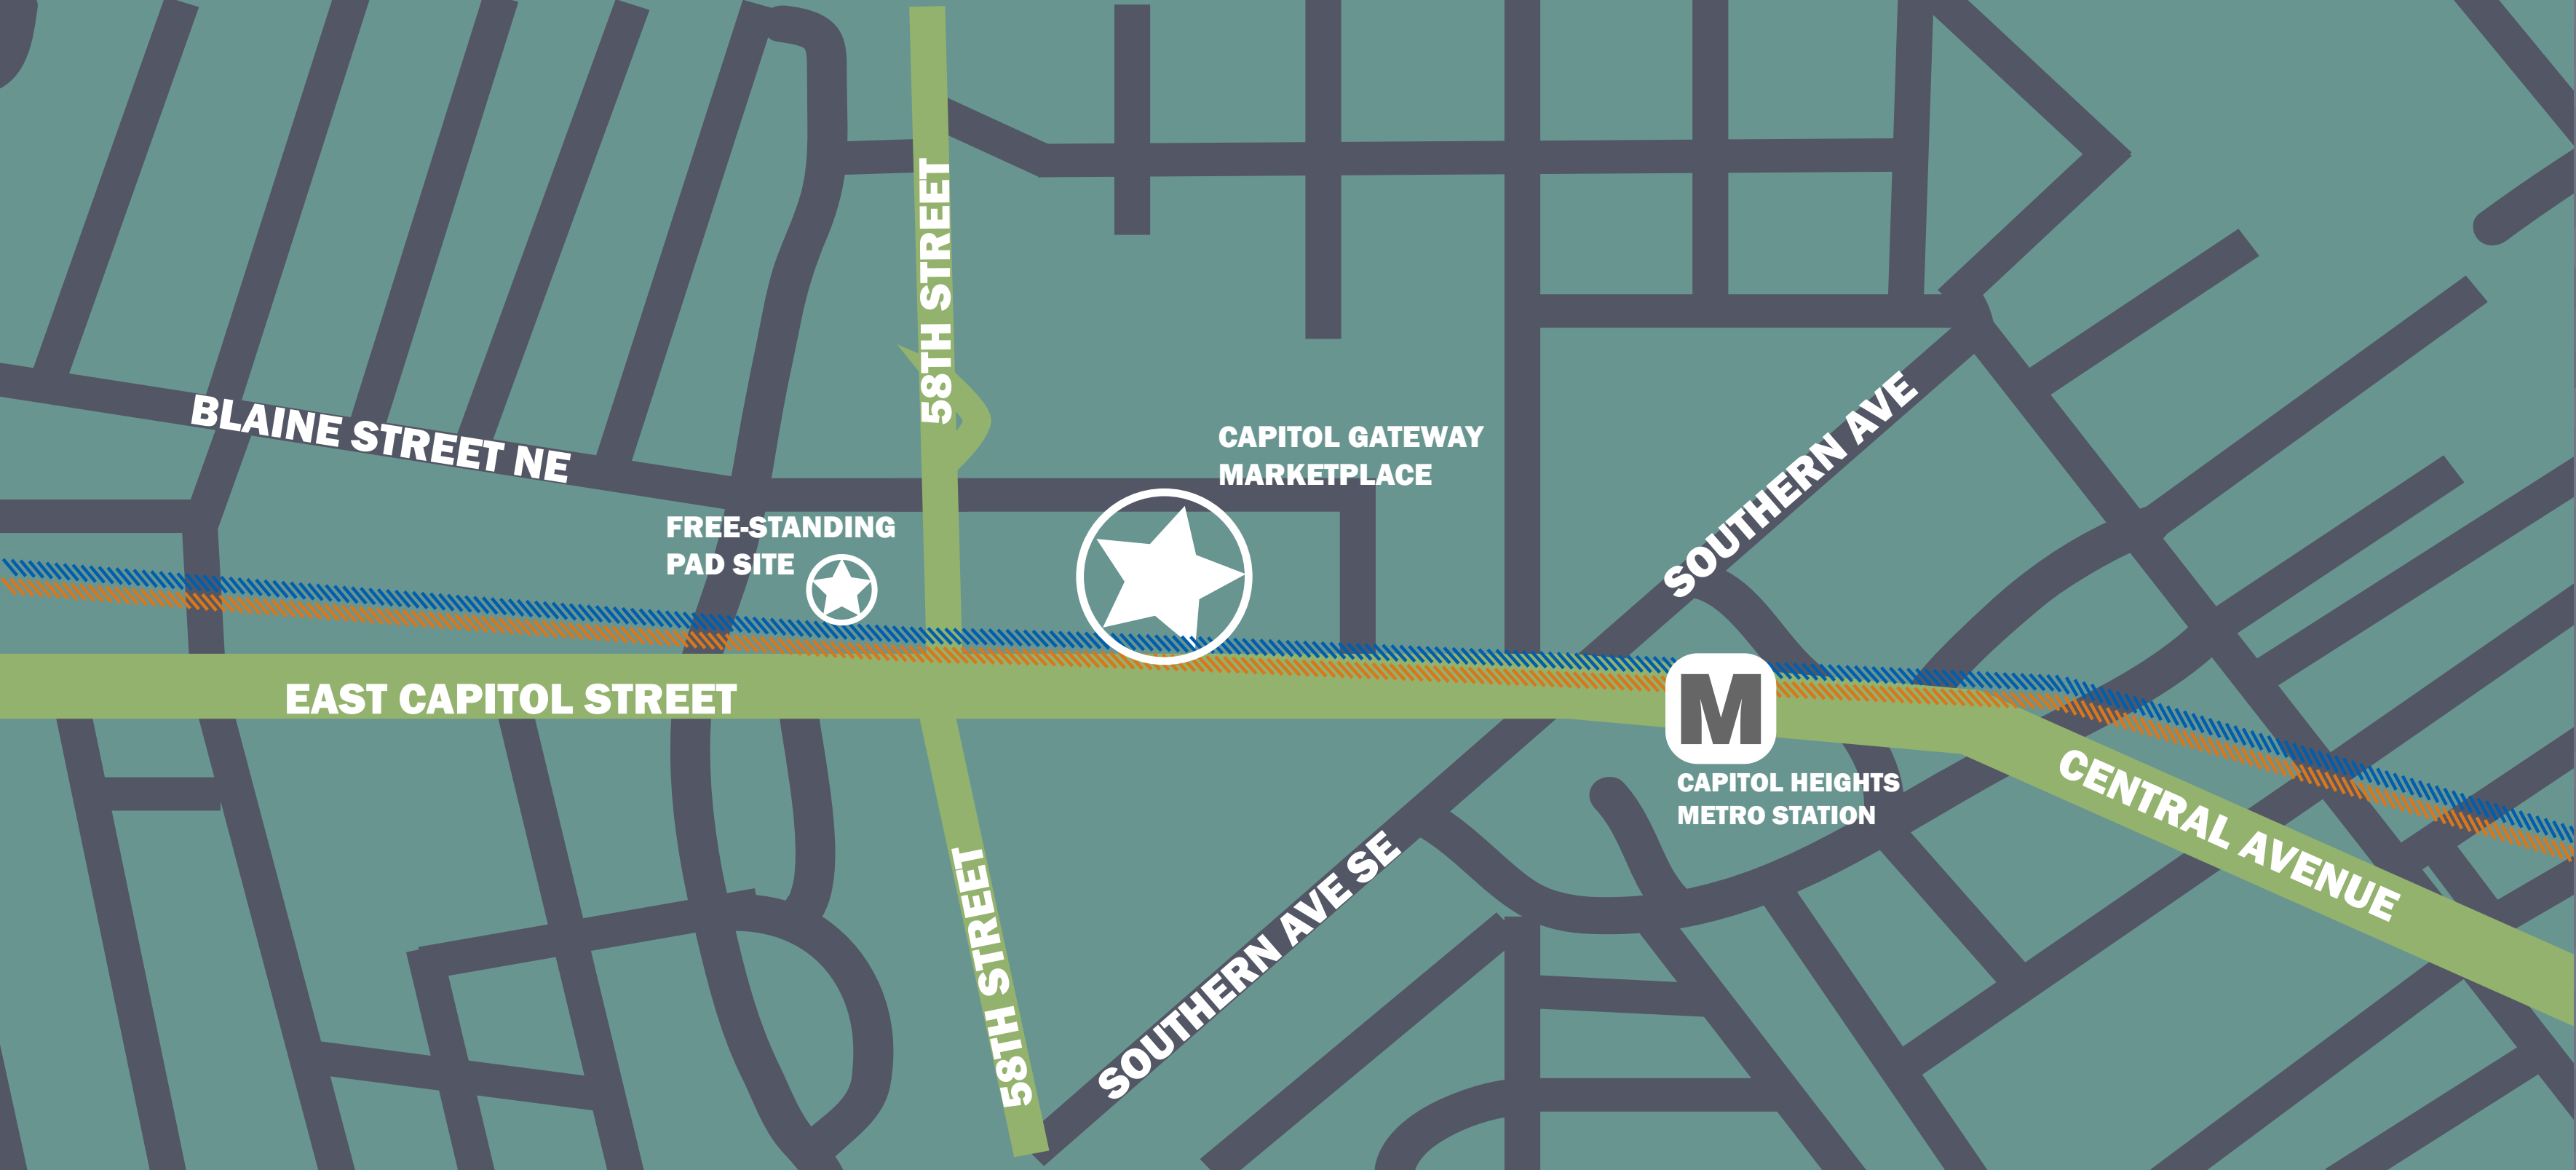 58TH STREET
BLAINE STREET NE
CAPITOL GATEWAY
MARKETPLACE
SOUTHERN AVE
FREE-STANDING
PAD SITE
EAST CAPITOL STREET
M
CAPITOL HEIGHTS
METRO STATION
CENTRAL AVENUE
58TH STREET
SOUTHERN AVE SE